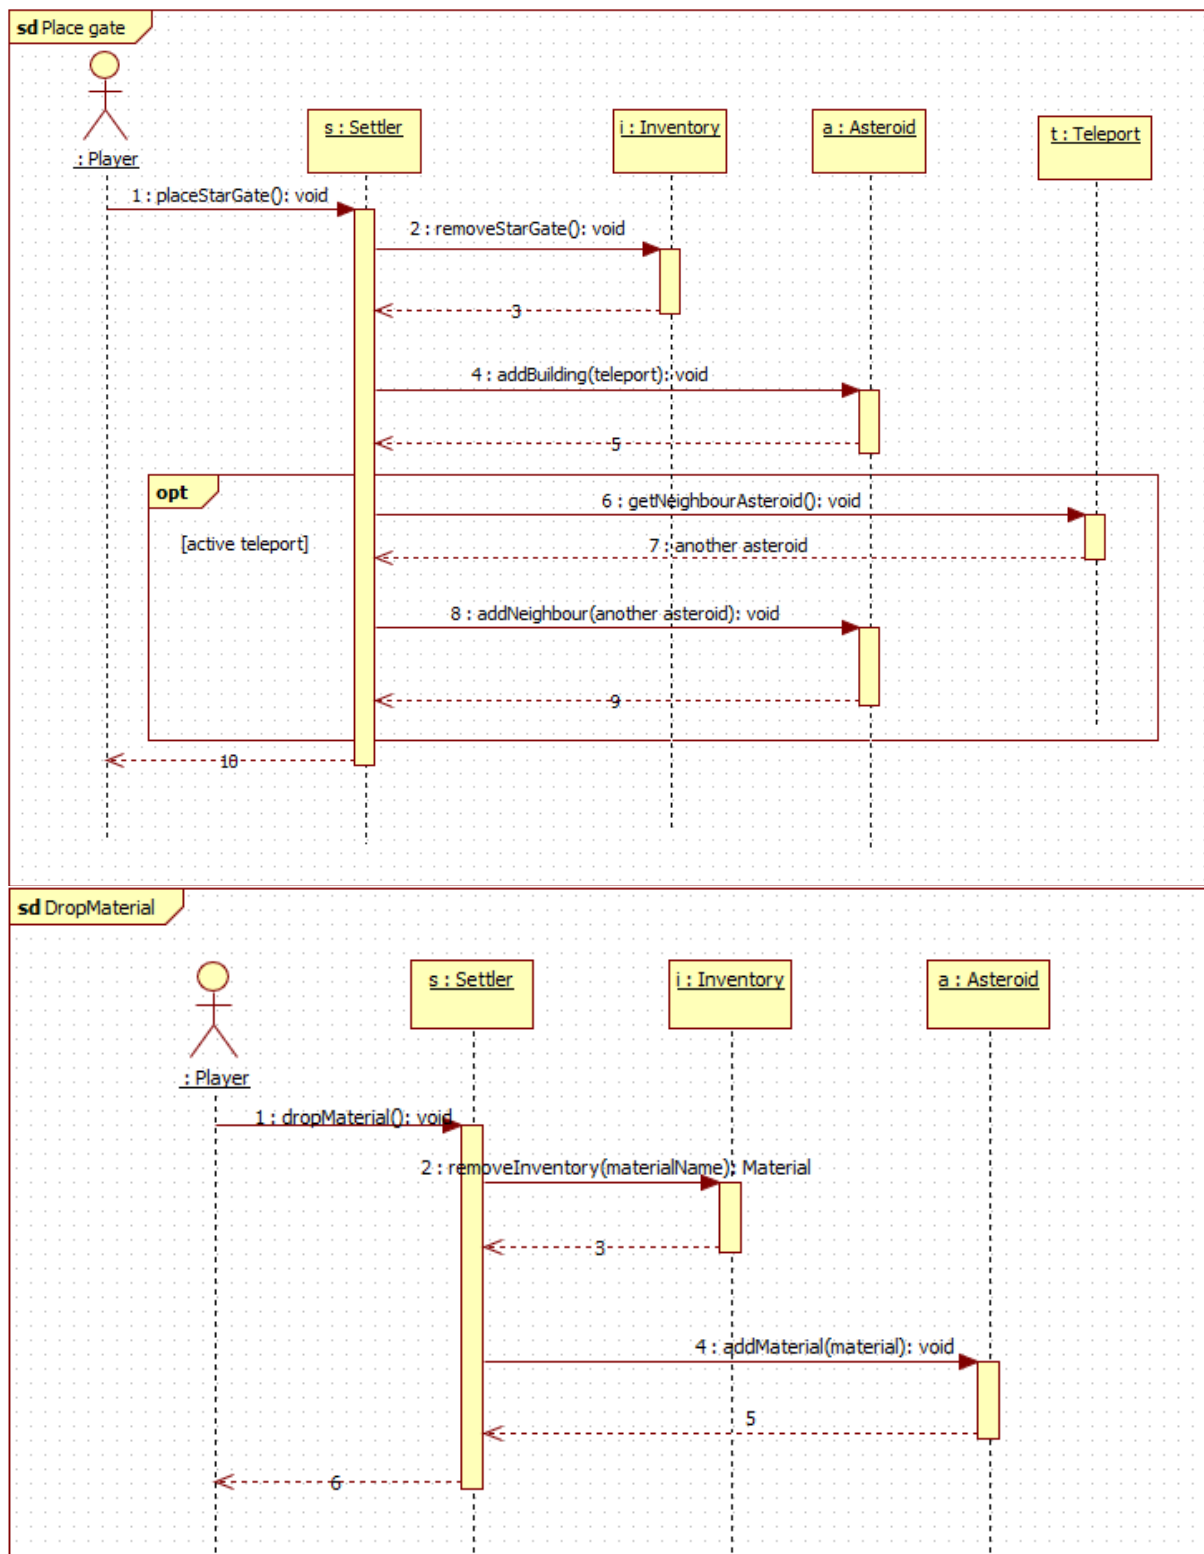 sd Place gate
: Player
s : Settler
i : Inventory
a : Asteroid
t : Teleport
1 : placeStarGate(): void
2 : removeStarGate(): void
3
4 : addBuilding(teleport): void
5
opt
[active teleport]
6 : getNeighbourAsteroid(): void
7 : another asteroid
8 : addNeighbour(another asteroid): void
9
10
sd DropMaterial
: Player
s : Settler
i : Inventory
a : Asteroid
1 : dropMaterial(): void
2 : removeInventory(materialName): Material
3
4 : addMaterial(material): void
5
6